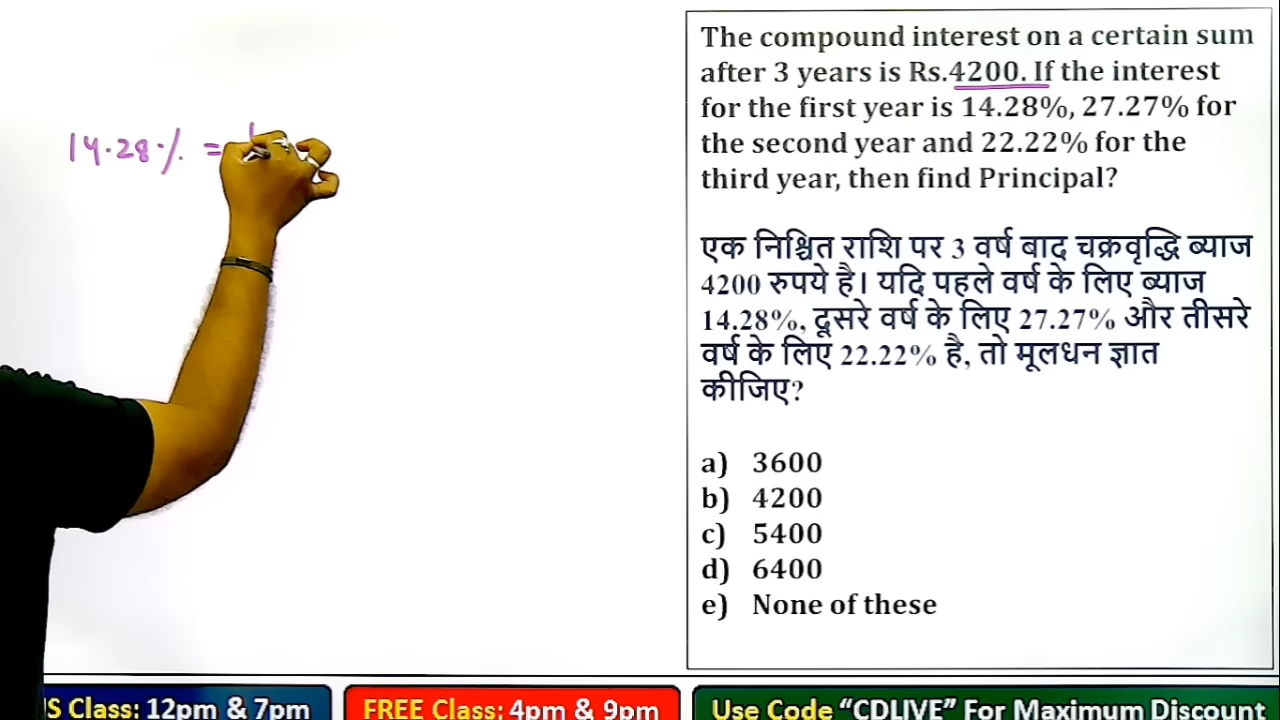 The compound interest on a certain sum
after 3 years is Rs.4200. If the interest
for the first year is 14.28%, 27.27% for
the second year and 22.22% for the
third year, then find Principal?
14.28% =
एक निश्चित राशि पर 3 वर्ष बाद चक्रवृद्धि ब्याज
4200 रुपये है। यदि पहले वर्ष के लिए ब्याज
14.28%, दूसरे वर्ष के लिए 27.27% और तीसरे
वर्ष के लिए 22.22% है, तो मूलधन ज्ञात
कीजिए?
a) 3600
b) 4200
c) 5400
d) 6400
e) None of these
S Class: 12pm & 7pm
FREE Class: 4pm & 9pm
Use Code “CDLIVE” For Maximum Discount